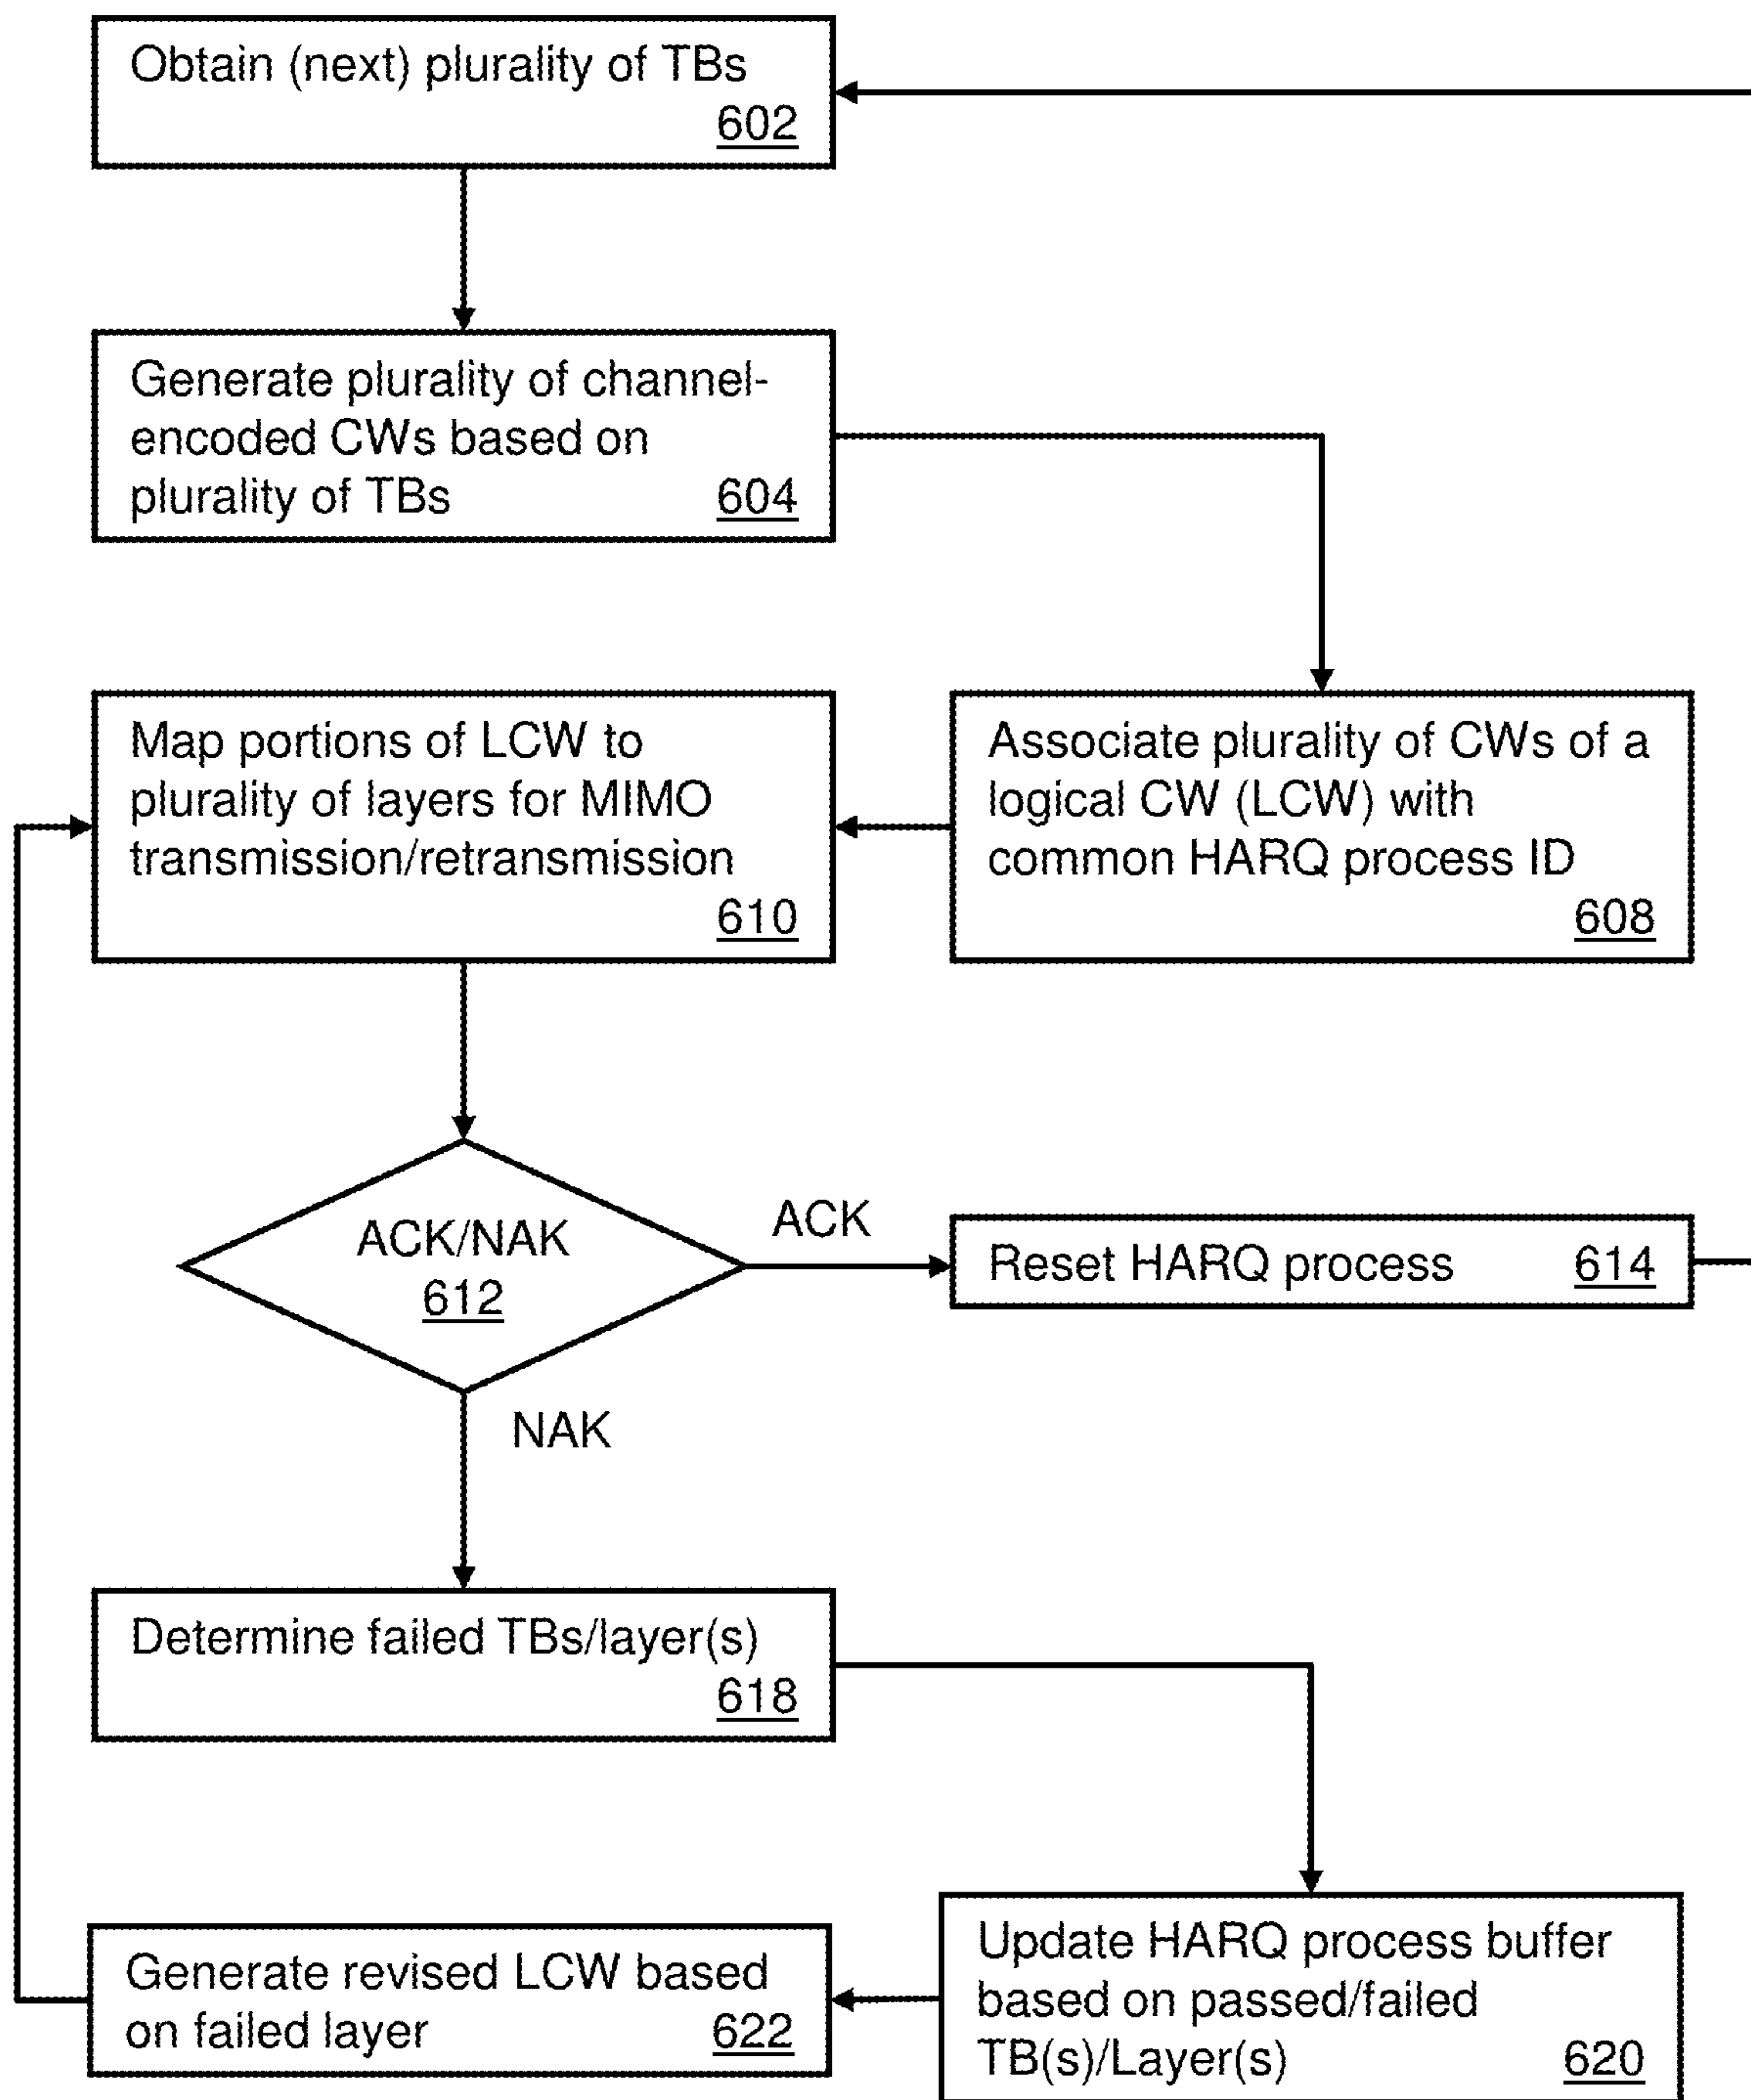 Obtain (next) plurality of TBs
602
Generate plurality of channel-
encoded CWs based on
plurality of TBs 604
Map portions of LCW to
plurality of layers for MIMO
transmission/retransmission
610
Associate plurality of CWs of a
logical CW (LCW) with
common HARQ process ID
608
ACK/NAK
612
ACK
Reset HARQ process 614
NAK
Determine failed TBs/layer(s)
618
Generate revised LCW based
on failed layer 622
Update HARQ process buffer
based on passed/failed
TB(s)/Layer(s) 620